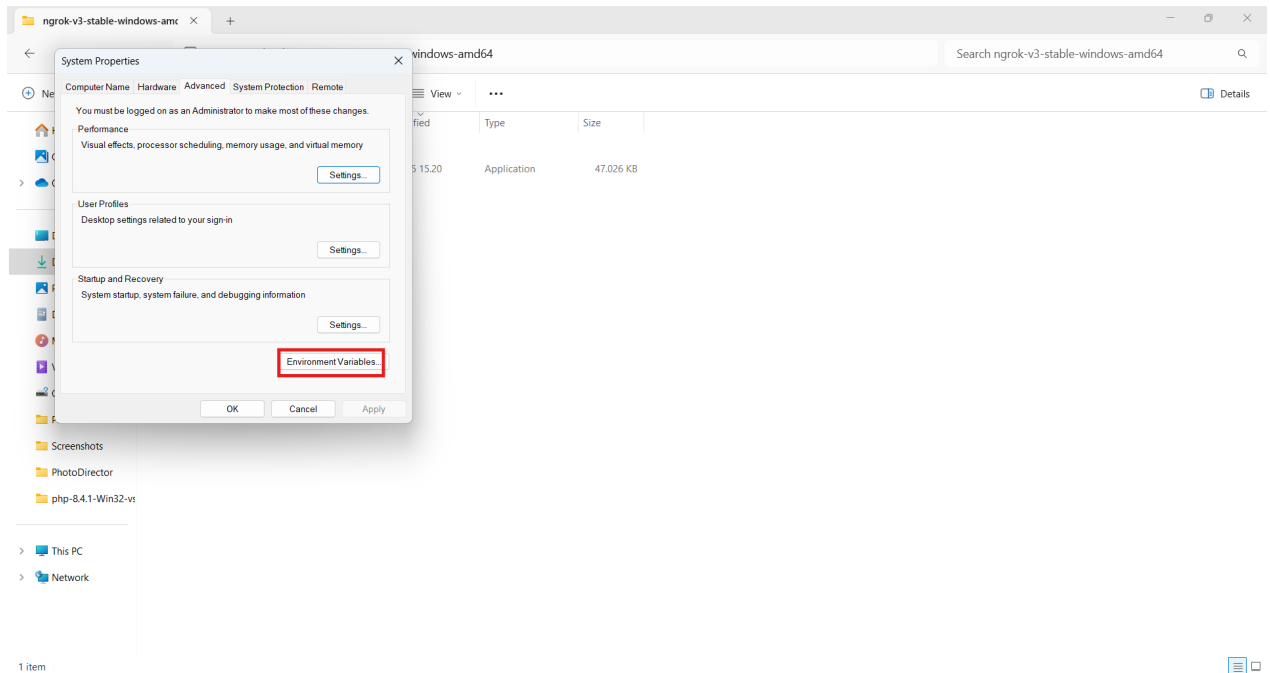 ngrok-v3-stable-windows-amc
System Properties
windows-amd64
Search ngrok-v3-stable-windows-amd64
Computer Name Hardware Advanced System Protection Remote
View
Details
You must be logged on as an Administrator to make most of these changes.
Type Size
Performance
Visual effects, processor scheduling, memory usage, and virtual memory
15.20 Application 47.026 KB
Settings...
User Profiles
Desktop settings related to your sign-in
Settings...
Startup and Recovery
System startup, system failure, and debugging information
Settings...
Environment Variables...
OK Cancel Apply
Screenshots
PhotoDirector
php-8.4.1-Win32-vs
This PC
Network
1 item